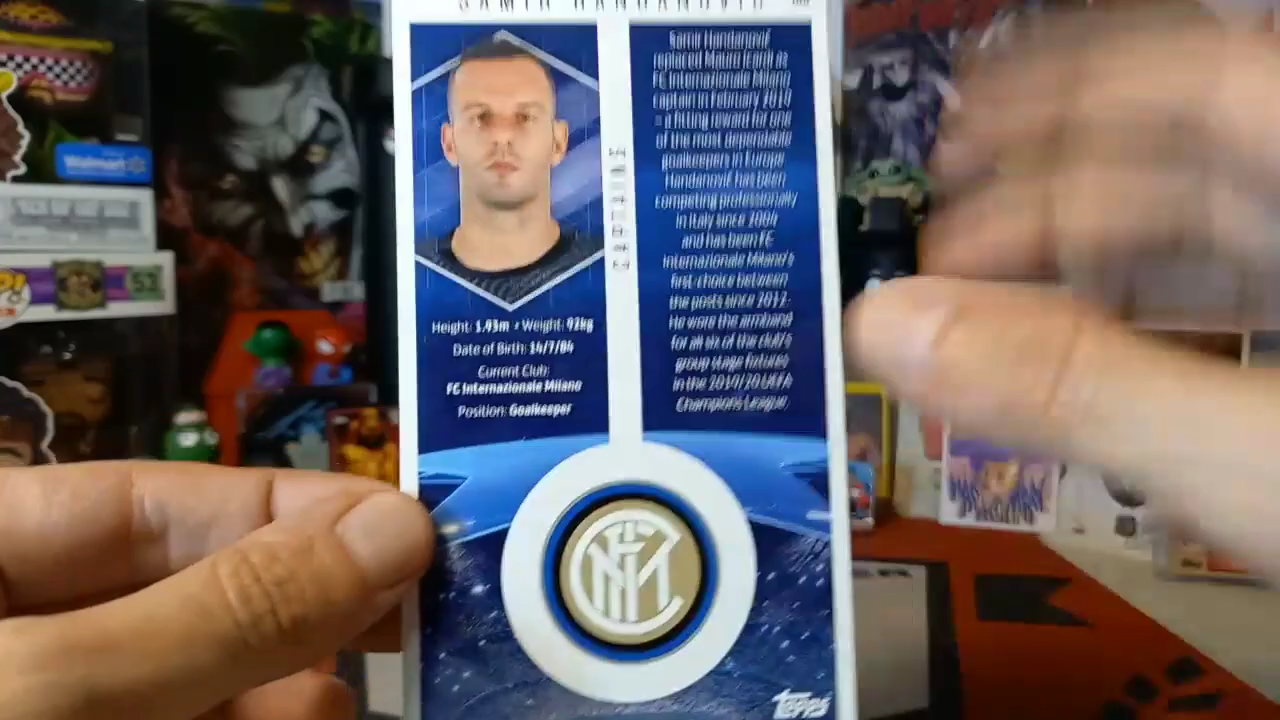 SAMIR HANDANOVIČ
Height: 1.93m • Weight: 92kg
Date of Birth: 14/7/84
Current Club:
FC Internazionale Milano
Position: Goalkeeper
Samir Handanovič
replaced Mauro Icardi as
FC Internazionale Milano
captain in February 2019
– a fitting reward for one
of the most dependable
goalkeepers in Europe.
Handanovič has been
competing professionally
in Italy since 2004
and has been FC
Internazionale Milano's
first-choice between
the posts since 2012.
He wore the armband
for all six of the club's
group stage fixtures
in the 2019/20 UEFA
Champions League.
topps
Walmart
53